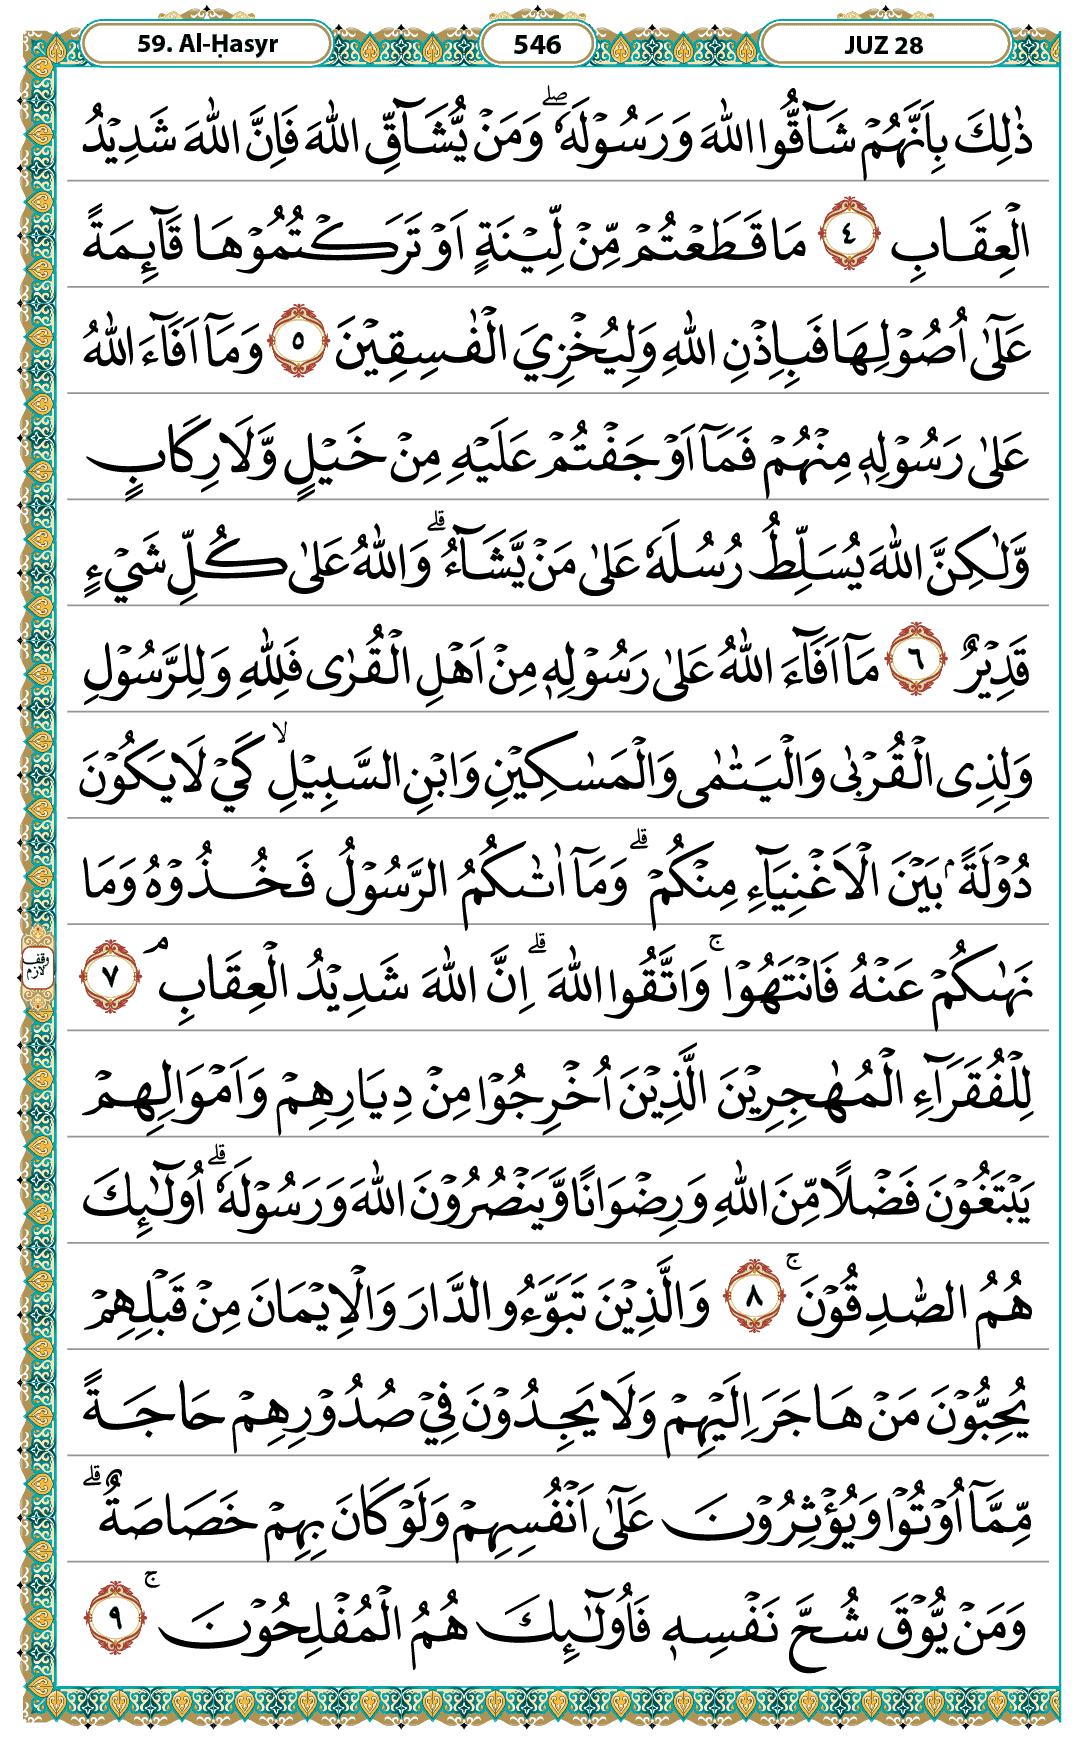 59. Al-Ḥasyr 546 JUZ 28
ذٰلِكَ بِاَنَّهُمْ شَاۤقُّوا اللّٰهَ وَرَسُوْلَهٗ ۖوَمَنْ يُّشَاۤقِّ اللّٰهَ فَاِنَّ اللّٰهَ شَدِيْدُ
الْعِقَابِ ٤ مَا قَطَعْتُمْ مِّنْ لِّيْنَةٍ اَوْ تَرَكْتُمُوْهَا قَاۤىِٕمَةً
عَلٰٓى اُصُوْلِهَا فَبِاِذْنِ اللّٰهِ وَلِيُخْزِيَ الْفٰسِقِيْنَ ٥ وَمَآ اَفَاۤءَ اللّٰهُ
عَلٰى رَسُوْلِهٖ مِنْهُمْ فَمَآ اَوْجَفْتُمْ عَلَيْهِ مِنْ خَيْلٍ وَّلَا رِكَابٍ
وَّلٰكِنَّ اللّٰهَ يُسَلِّطُ رُسُلَهٗ عَلٰى مَنْ يَّشَاۤءُ ۗوَاللّٰهُ عَلٰى كُلِّ شَيْءٍ
قَدِيْرٌ ٦ مَآ اَفَاۤءَ اللّٰهُ عَلٰى رَسُوْلِهٖ مِنْ اَهْلِ الْقُرٰى فَلِلّٰهِ وَلِلرَّسُوْلِ
وَلِذِى الْقُرْبٰى وَالْيَتٰمٰى وَالْمَسٰكِيْنِ وَابْنِ السَّبِيْلِۙ كَيْ لَا يَكُوْنَ
دُوْلَةً ۢ بَيْنَ الْاَغْنِيَاۤءِ مِنْكُمْ ۗ وَمَآ اٰتٰىكُمُ الرَّسُوْلُ فَخُذُوْهُ وَمَا
نَهٰىكُمْ عَنْهُ فَانْتَهُوْاۚ وَاتَّقُوا اللّٰهَ ۗاِنَّ اللّٰهَ شَدِيْدُ الْعِقَابِۘ ٧
وقف لازم
لِلْفُقَرَاۤءِ الْمُهٰجِرِيْنَ الَّذِيْنَ اُخْرِجُوْا مِنْ دِيَارِهِمْ وَاَمْوَالِهِمْ
يَبْتَغُوْنَ فَضْلًا مِّنَ اللّٰهِ وَرِضْوَانًا وَّيَنْصُرُوْنَ اللّٰهَ وَرَسُوْلَهٗ ۗ اُولٰۤىِٕكَ
هُمُ الصّٰدِقُوْنَۚ ٨ وَالَّذِيْنَ تَبَوَّءُو الدَّارَ وَالْاِيْمَانَ مِنْ قَبْلِهِمْ
يُحِبُّوْنَ مَنْ هَاجَرَ اِلَيْهِمْ وَلَا يَجِدُوْنَ فِيْ صُدُوْرِهِمْ حَاجَةً
مِّمَّآ اُوْتُوْا وَيُؤْثِرُوْنَ عَلٰٓى اَنْفُسِهِمْ وَلَوْ كَانَ بِهِمْ خَصَاصَةٌ ۗ
وَمَنْ يُّوْقَ شُحَّ نَفْسِهٖ فَاُولٰۤىِٕكَ هُمُ الْمُفْلِحُوْنَۚ ٩